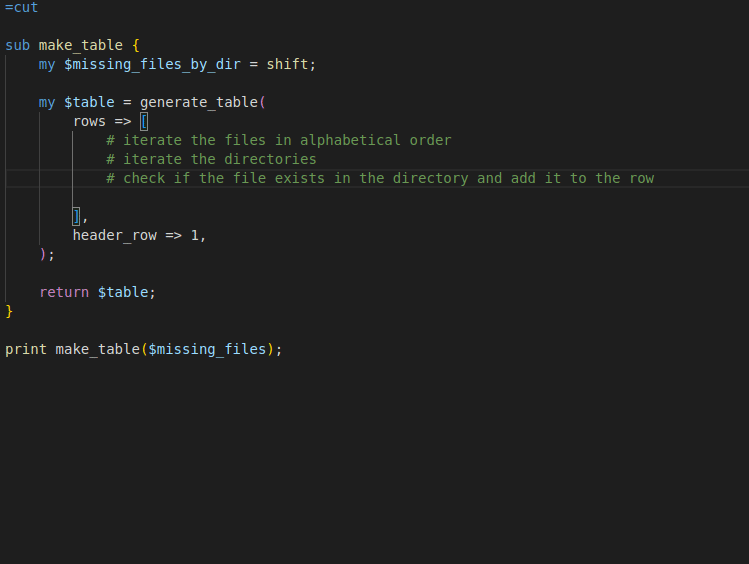 =cut
sub make_table {
my $missing_files_by_dir = shift;
my $table = generate_table(
rows => [
# iterate the files in alphabetical order
# iterate the directories
# check if the file exists in the directory and add it to the row
],
header_row => 1,
);
return $table;
}
print make_table($missing_files);